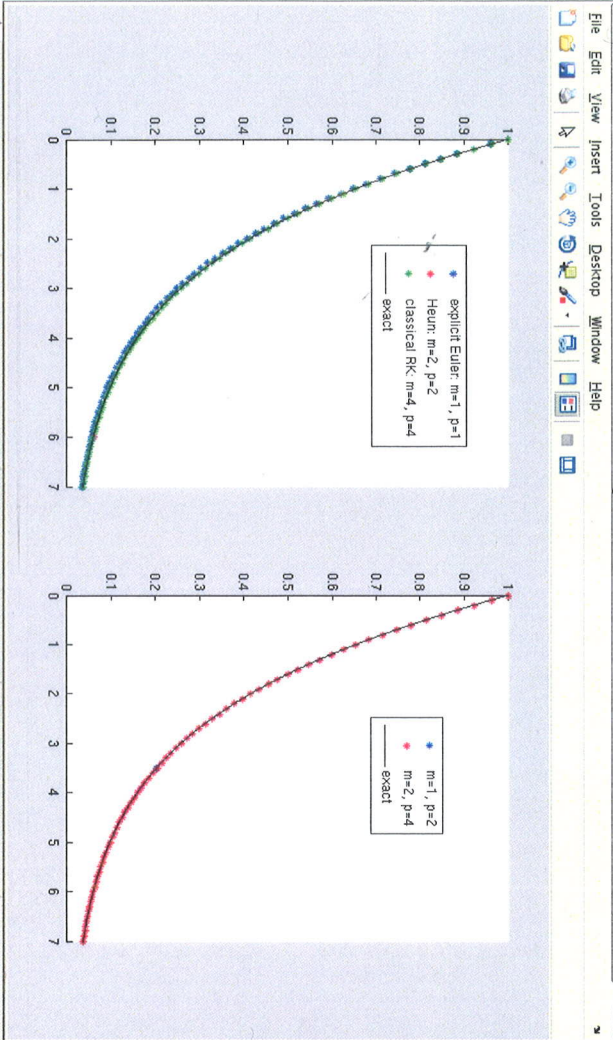 File Edit View Insert Tools Desktop Window Help
1
0.9
0.8
0.7
0.6
0.5
0.4
0.3
0.2
0.1
0
0 1 2 3 4 5 6 7
explicit Euler: m=1, p=1
Heun: m=2, p=2
classical RK: m=4, p=4
exact
1
0.9
0.8
0.7
0.6
0.5
0.4
0.3
0.2
0.1
0
0 1 2 3 4 5 6 7
m=1, p=2
m=2, p=4
exact